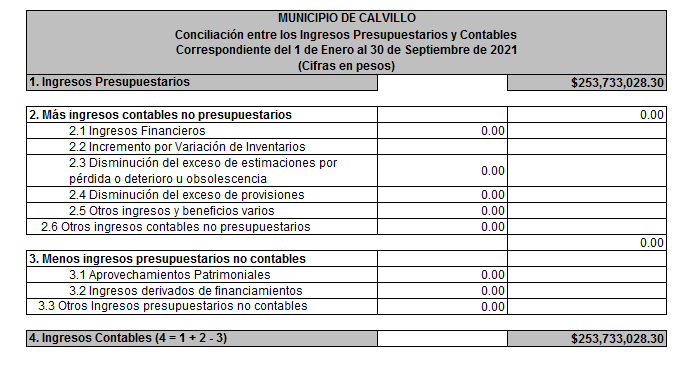 MUNICIPIO DE CALVILLO
Conciliación entre los Ingresos Presupuestarios y Contables
Correspondiente del 1 de Enero al 30 de Septiembre de 2021
(Cifras en pesos)
1. Ingresos Presupuestarios $253,733,028.30
2. Más ingresos contables no presupuestarios 0.00
2.1 Ingresos Financieros 0.00
2.2 Incremento por Variación de Inventarios
2.3 Disminución del exceso de estimaciones por
pérdida o deterioro u obsolescencia 0.00
2.4 Disminución del exceso de provisiones 0.00
2.5 Otros ingresos y beneficios varios 0.00
2.6 Otros ingresos contables no presupuestarios 0.00
0.00
3. Menos ingresos presupuestarios no contables
3.1 Aprovechamientos Patrimoniales 0.00
3.2 Ingresos derivados de financiamientos 0.00
3.3 Otros Ingresos presupuestarios no contables 0.00
4. Ingresos Contables (4 = 1 + 2 - 3) $253,733,028.30